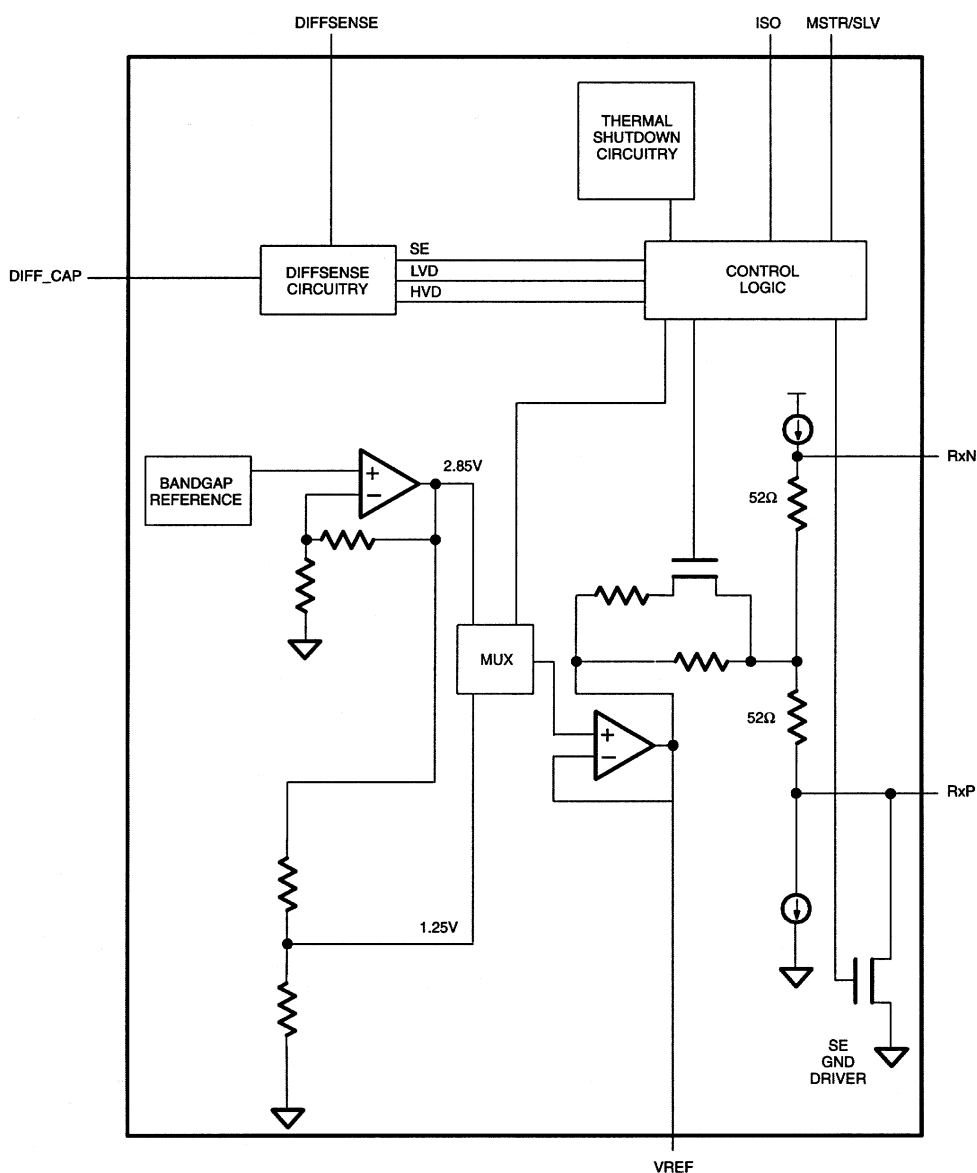 DIFFSENSE
ISO
MSTR/SLV
THERMAL
SHUTDOWN
CIRCUITRY
DIFF_CAP
DIFFSENSE
CIRCUITRY
SE
LVD
HVD
CONTROL
LOGIC
RxN
BANDGAP
REFERENCE
+
−
2.85V
52Ω
MUX
52Ω
+
−
RxP
1.25V
SE
GND
DRIVER
VREF